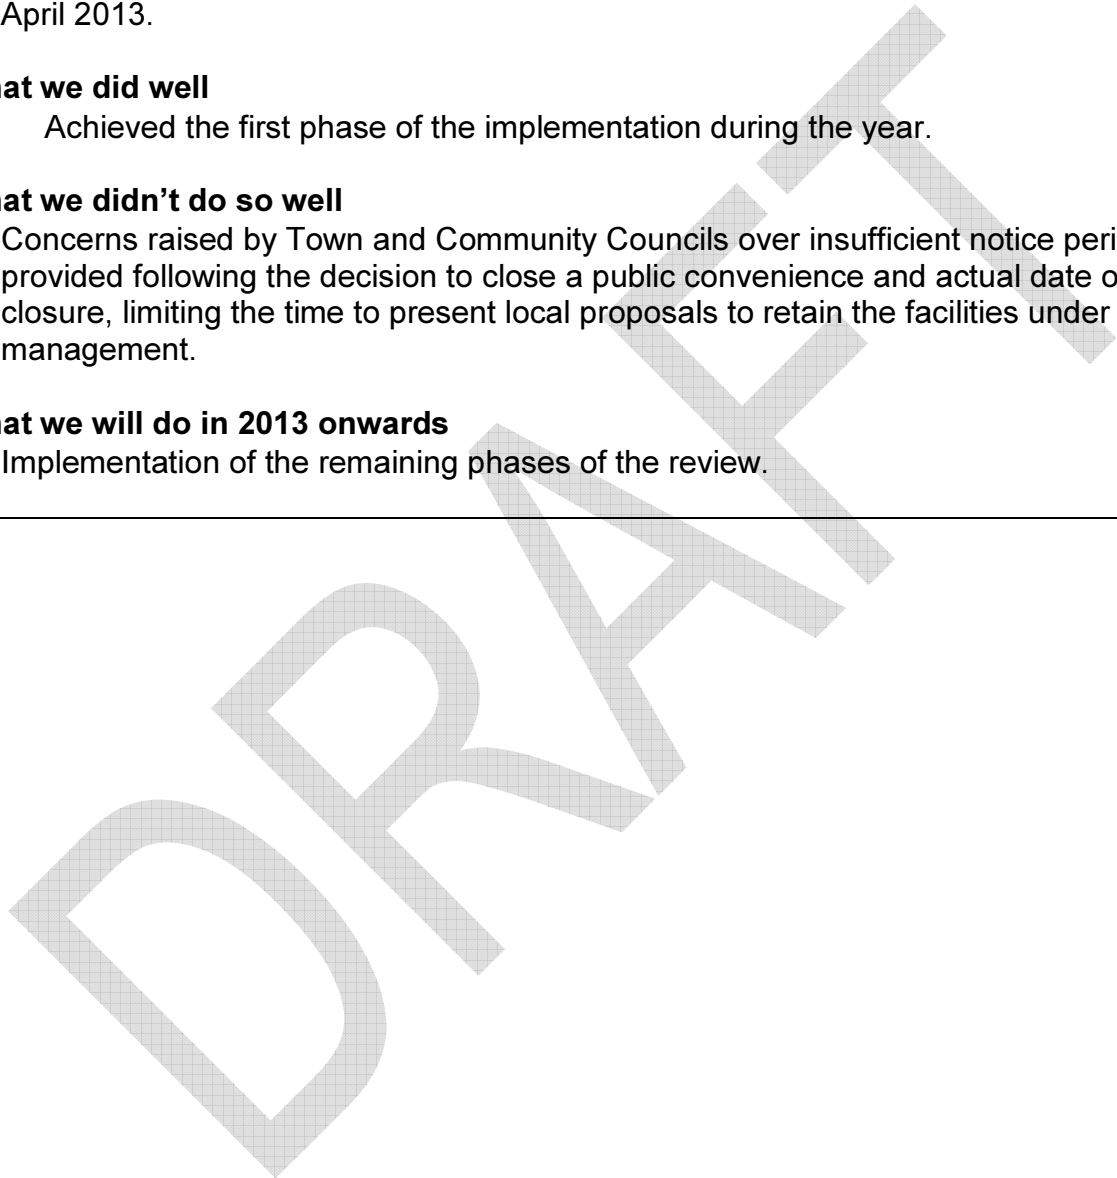 April 2013.
at we did well
Achieved the first phase of the implementation during the year.
at we didn’t do so well
Concerns raised by Town and Community Councils over insufficient notice peri
provided following the decision to close a public convenience and actual date o
closure, limiting the time to present local proposals to retain the facilities under
management.
at we will do in 2013 onwards
Implementation of the remaining phases of the review.
DRAFT